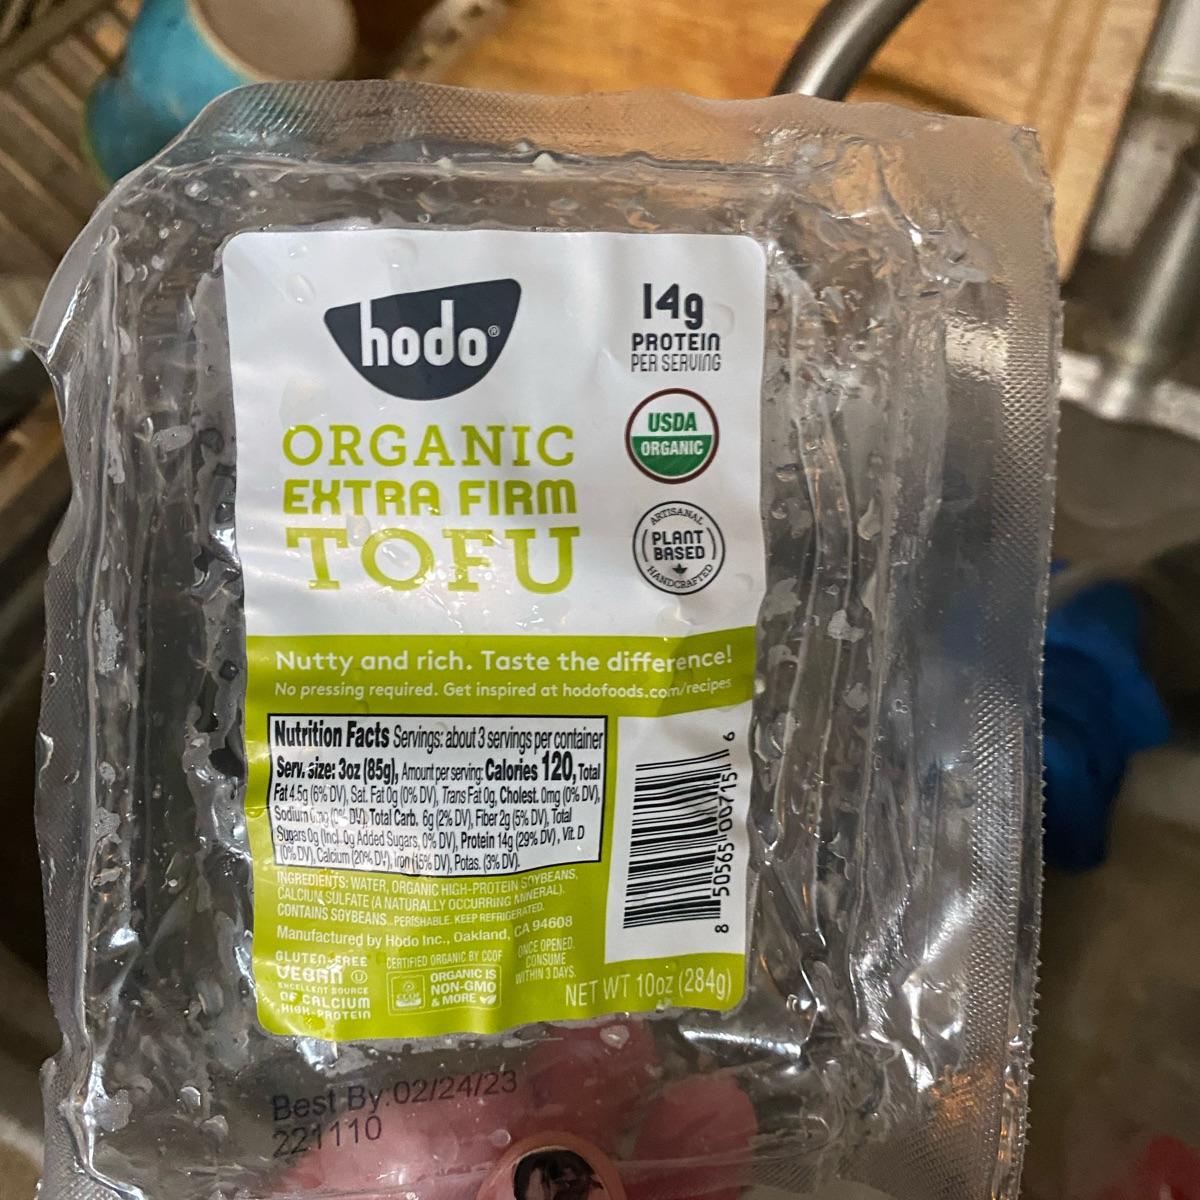 hodo®
ORGANIC
EXTRA FIRM
TOFU
14g
PROTEIN
PER SERVING
USDA
ORGANIC
ARTISANAL
PLANT
BASED
HANDCRAFTED
Nutty and rich. Taste the difference!
No pressing required. Get inspired at hodofoods.com/recipes
Nutrition Facts Servings: about 3 servings per container
Serv. size: 3oz (85g), Amount per serving: Calories 120, Total
Fat 4.5g (6% DV), Sat. Fat 0g (0% DV), Trans Fat 0g, Cholest. 0mg (0% DV),
Sodium 0mg (0% DV), Total Carb. 6g (2% DV), Fiber 2g (5% DV), Total
Sugars 0g (Incl. 0g Added Sugars, 0% DV), Protein 14g (29% DV), Vit. D
(0% DV), Calcium (20% DV), Iron (15% DV), Potas. (3% DV).
INGREDIENTS: WATER, ORGANIC HIGH-PROTEIN SOYBEANS,
CALCIUM SULFATE (A NATURALLY OCCURRING MINERAL).
CONTAINS SOYBEANS. PERISHABLE. KEEP REFRIGERATED.
Manufactured by Hodo Inc., Oakland, CA 94608
GLUTEN-FREE
VEGAN U
EXCELLENT SOURCE
OF CALCIUM
HIGH-PROTEIN
CERTIFIED ORGANIC BY CCOF
CCOF
ORGANIC IS
NON-GMO
& MORE
ONCE OPENED,
CONSUME
WITHIN 3 DAYS.
8 50565 00715 6
NET WT 10oz (284g)
Best By:02/24/23
221110